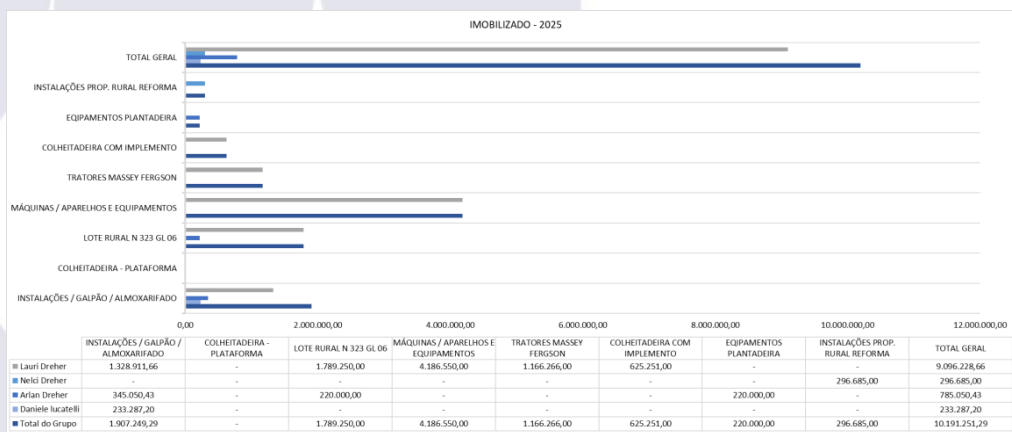 IMOBILIZADO - 2025
TOTAL GERAL
INSTALAÇÕES PROP. RURAL REFORMA
EQIPAMENTOS PLANTADEIRA
COLHEITADEIRA COM IMPLEMENTO
TRATORES MASSEY FERGSON
MÁQUINAS / APARELHOS E EQUIPAMENTOS
LOTE RURAL N 323 GL 06
COLHEITADEIRA - PLATAFORMA
INSTALAÇÕES / GALPÃO / ALMOXARIFADO
0,00 2.000.000,00 4.000.000,00 6.000.000,00 8.000.000,00 10.000.000,00 12.000.000,00
INSTALAÇÕES / GALPÃO / COLHEITADEIRA - LOTE RURAL N 323 GL 06 MÁQUINAS / APARELHOS E TRATORES MASSEY COLHEITADEIRA COM EQIPAMENTOS INSTALAÇÕES PROP. TOTAL GERAL
ALMOXARIFADO PLATAFORMA EQUIPAMENTOS FERGSON IMPLEMENTO PLANTADEIRA RURAL REFORMA
Lauri Dreher 1.328.911,66 - 1.789.250,00 4.186.550,00 1.166.266,00 625.251,00 - - 9.096.228,66
Nelci Dreher - - - - - - - 296.685,00 296.685,00
Arlan Dreher 345.050,43 - 220.000,00 - - - 220.000,00 - 785.050,43
Daniele lucatelli 233.287,20 - - - - - - - 233.287,20
Total do Grupo 1.907.249,29 - 1.789.250,00 4.186.550,00 1.166.266,00 625.251,00 220.000,00 296.685,00 10.191.251,29